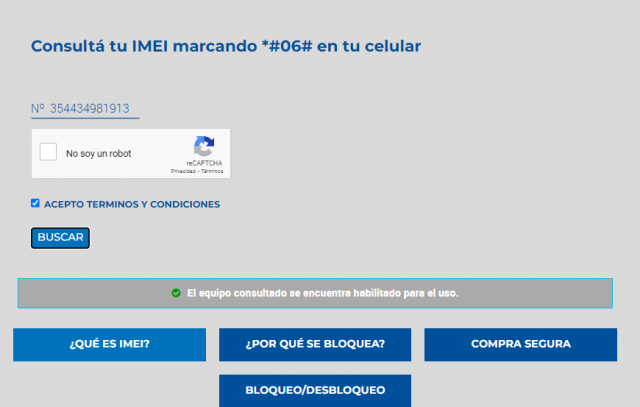 Consultá tu IMEI marcando *#06# en tu celular
Nº 354434981913
No soy un robot
reCAPTCHA
Privacidad - Términos
ACEPTO TERMINOS Y CONDICIONES
BUSCAR
El equipo consultado se encuentra habilitado para el uso.
¿QUÉ ES IMEI?
¿POR QUÉ SE BLOQUEA?
COMPRA SEGURA
BLOQUEO/DESBLOQUEO